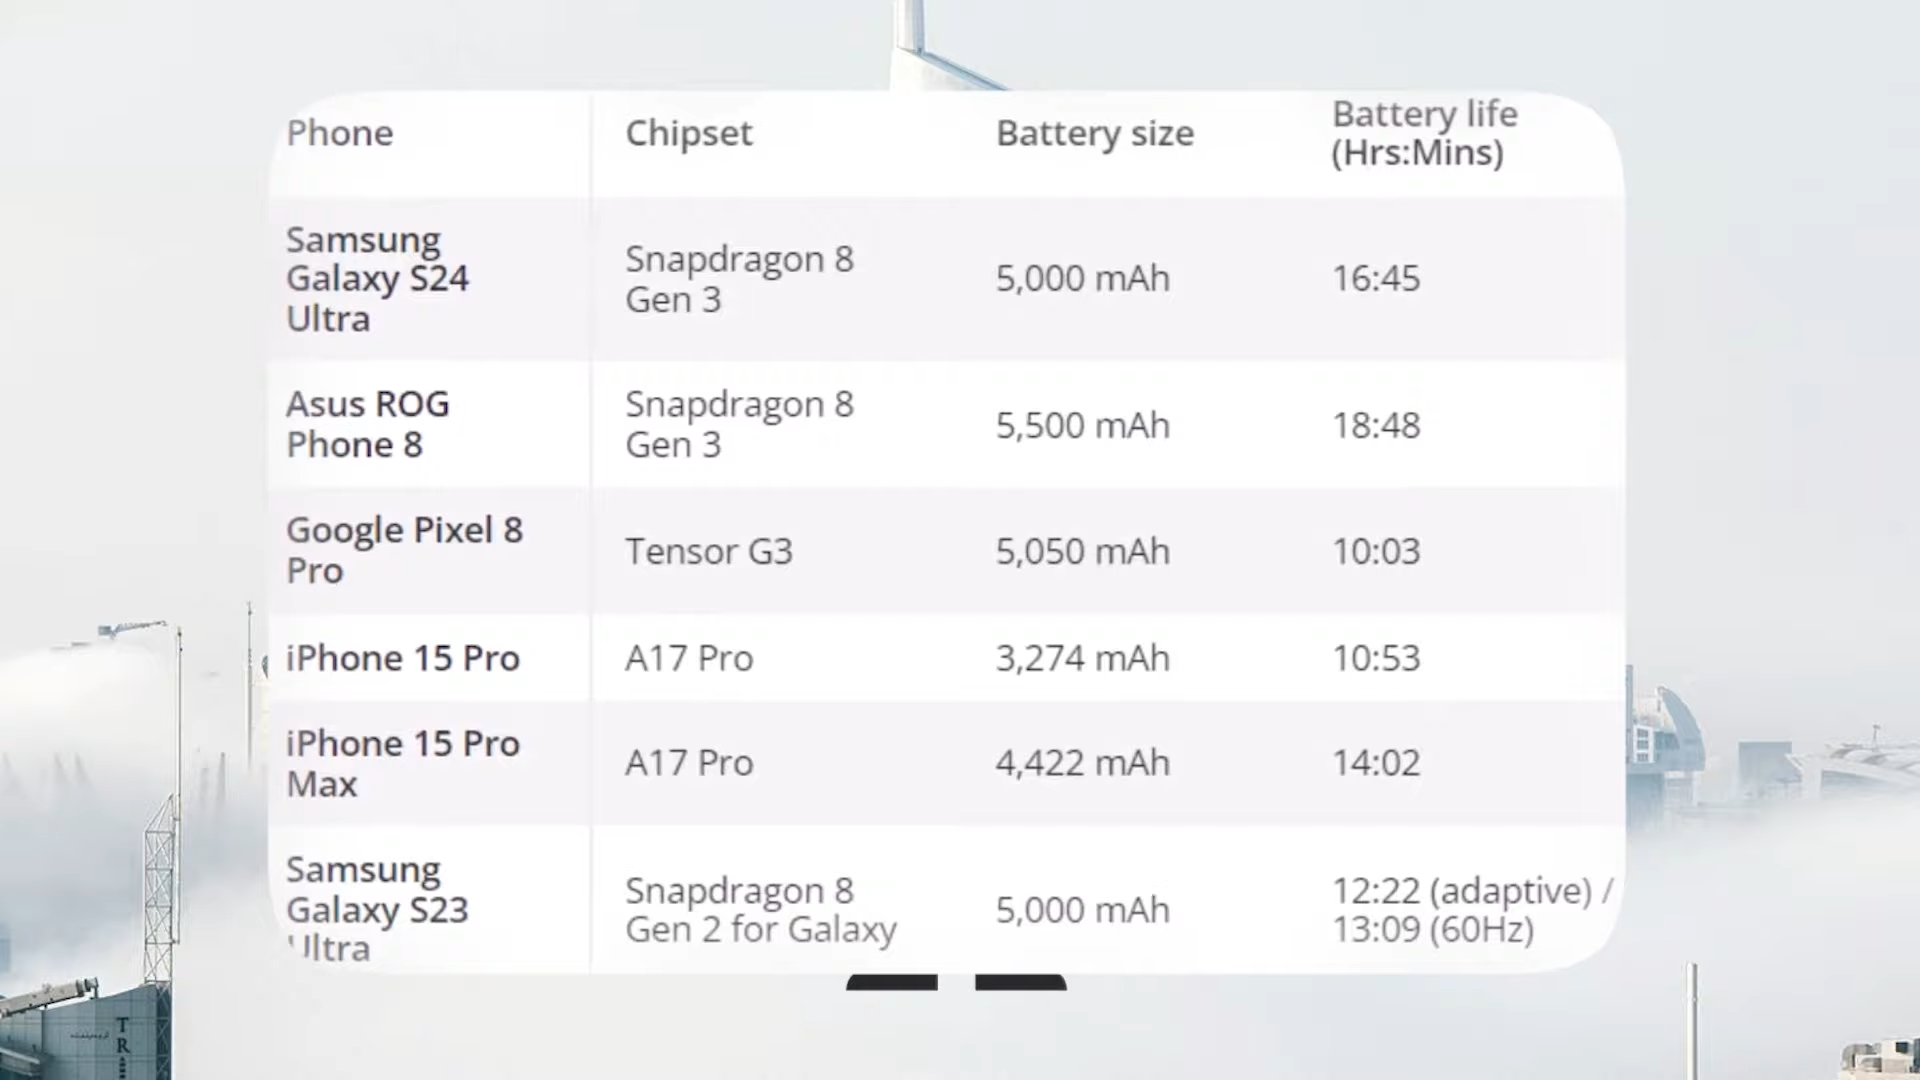 Phone
Chipset
Battery size
Battery life
(Hrs:Mins)
Samsung
Galaxy S24
Ultra
Snapdragon 8
Gen 3
5,000 mAh
16:45
Asus ROG
Phone 8
Snapdragon 8
Gen 3
5,500 mAh
18:48
Google Pixel 8
Pro
Tensor G3
5,050 mAh
10:03
iPhone 15 Pro
A17 Pro
3,274 mAh
10:53
iPhone 15 Pro
Max
A17 Pro
4,422 mAh
14:02
Samsung
Galaxy S23
Ultra
Snapdragon 8
Gen 2 for Galaxy
5,000 mAh
12:22 (adaptive) /
13:09 (60Hz)